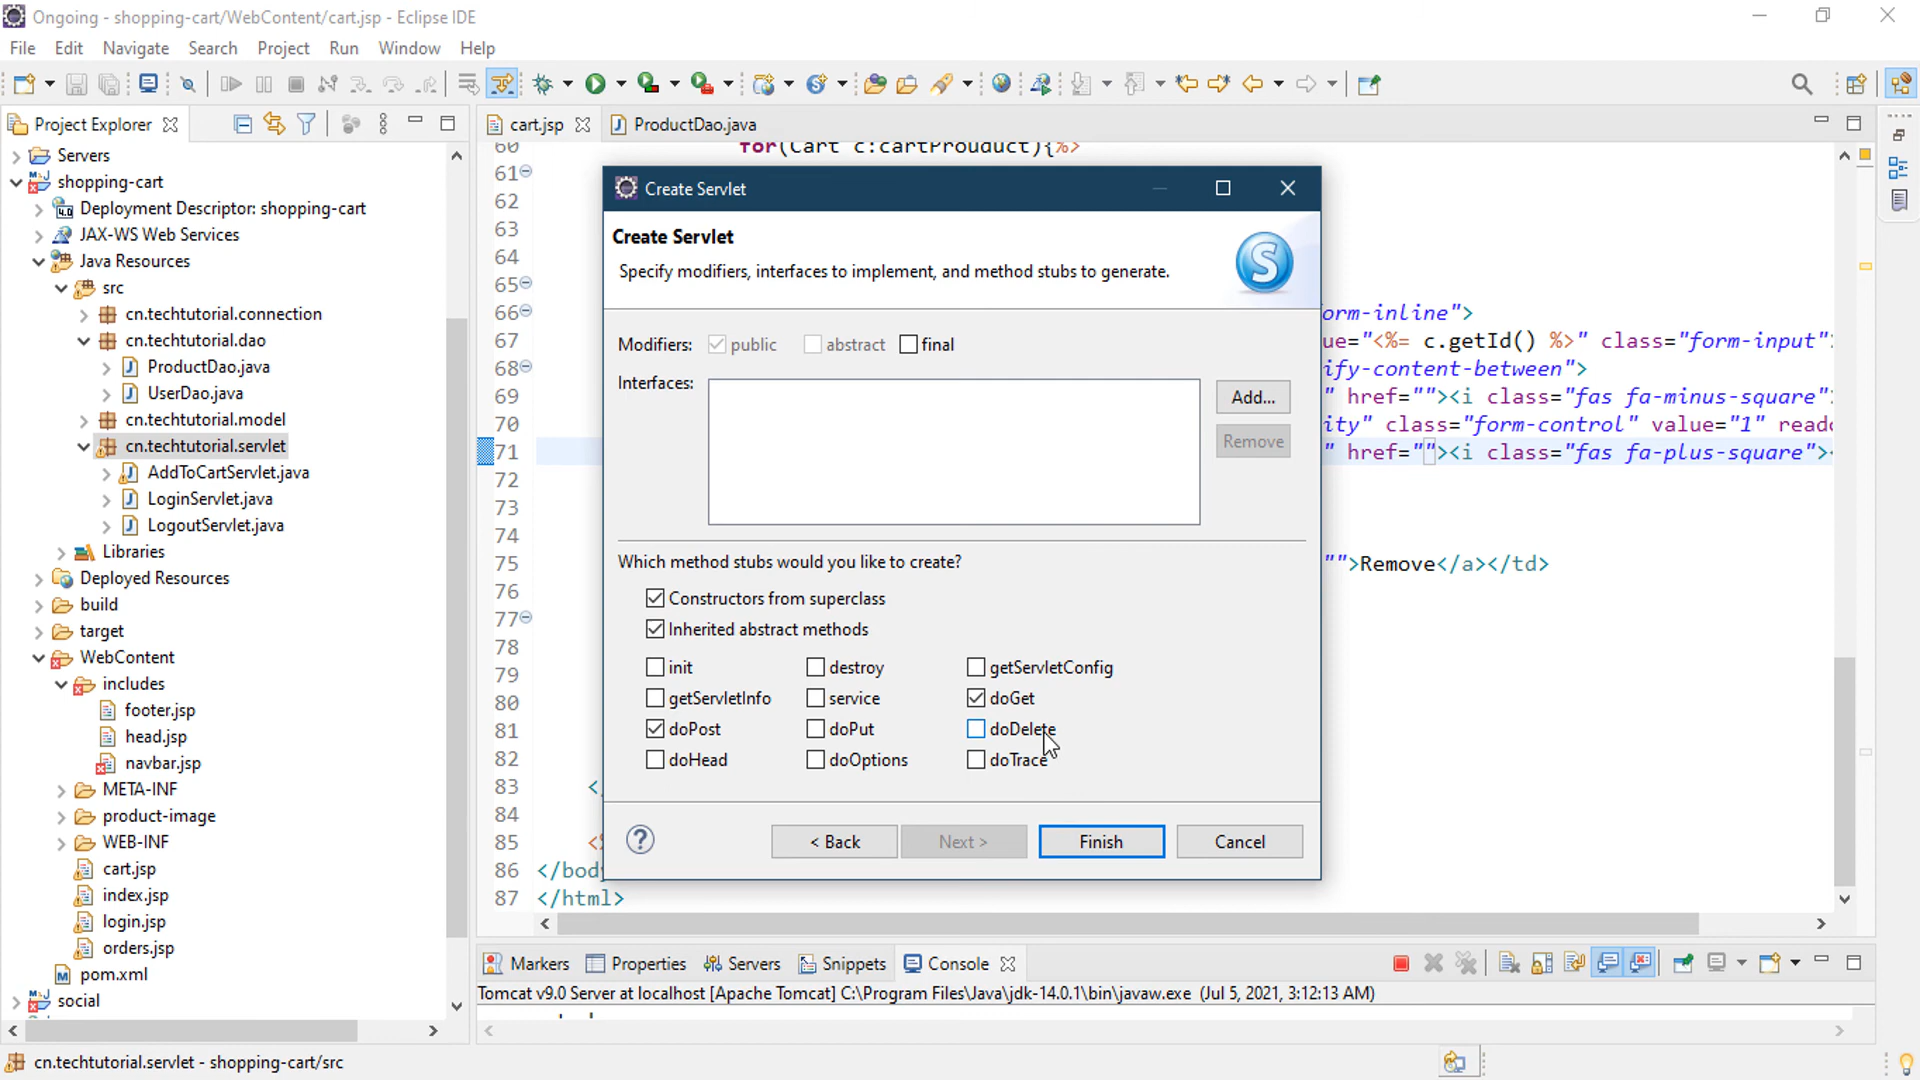 Ongoing - shopping-cart/WebContent/cart.jsp - Eclipse IDE
File Edit Navigate Search Project Run Window Help
Project Explorer
Servers
shopping-cart
Deployment Descriptor: shopping-cart
JAX-WS Web Services
Java Resources
src
cn.techtutorial.connection
cn.techtutorial.dao
ProductDao.java
UserDao.java
cn.techtutorial.model
cn.techtutorial.servlet
AddToCartServlet.java
LoginServlet.java
LogoutServlet.java
Libraries
Deployed Resources
build
target
WebContent
includes
footer.jsp
head.jsp
navbar.jsp
META-INF
product-image
WEB-INF
cart.jsp
index.jsp
login.jsp
orders.jsp
pom.xml
social
cart.jsp ProductDao.java
60 for(Cart c:cartProuduct){%>
61
62
63
64
65
66 orm-inline">
67 ue="<%= c.getId() %>" class="form-input"
68 ify-content-between">
69 " href=""><i class="fas fa-minus-square"
70 ity" class="form-control" value="1" reado
71 " href=""><i class="fas fa-plus-square"><
72
73
74
75 "">Remove</a></td>
76
77
78
79
80
81
82
83 </
84
85 <%
86 </body
87 </html>
Create Servlet
Create Servlet
Specify modifiers, interfaces to implement, and method stubs to generate.
S
Modifiers: public abstract final
Interfaces:
Add...
Remove
Which method stubs would you like to create?
Constructors from superclass
Inherited abstract methods
init destroy getServletConfig
getServletInfo service doGet
doPost doPut doDelete
doHead doOptions doTrace
? < Back Next > Finish Cancel
Markers Properties Servers Snippets Console
Tomcat v9.0 Server at localhost [Apache Tomcat] C:\Program Files\Java\jdk-14.0.1\bin\javaw.exe (Jul 5, 2021, 3:12:13 AM)
cn.techtutorial.servlet - shopping-cart/src